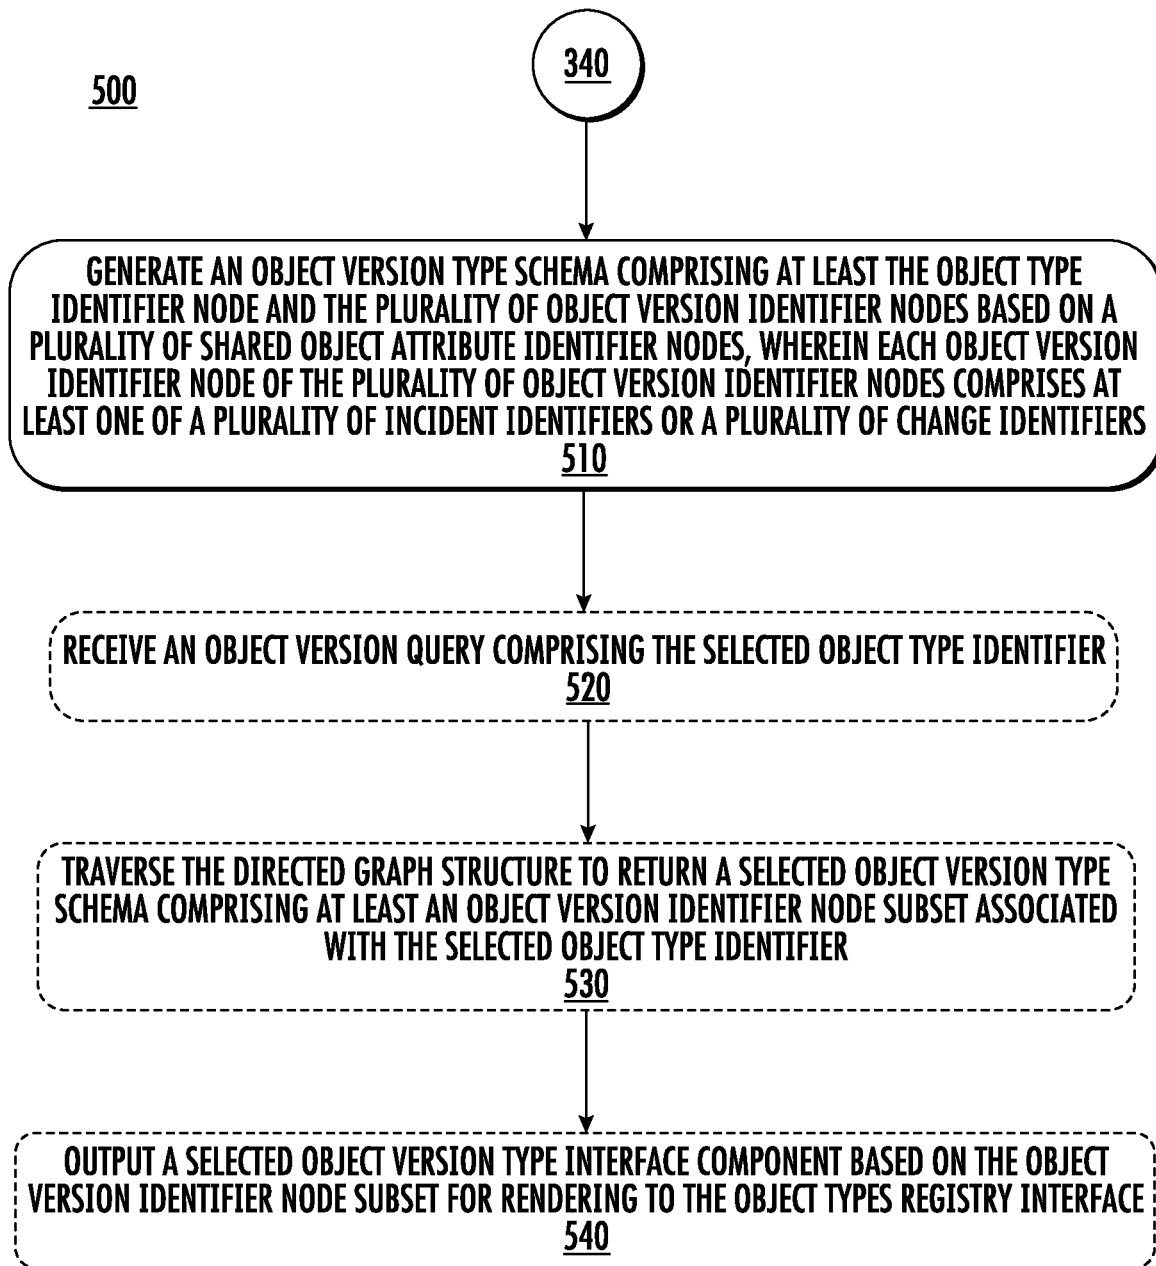 340
500
GENERATE AN OBJECT VERSION TYPE SCHEMA COMPRISING AT LEAST THE OBJECT TYPE
IDENTIFIER NODE AND THE PLURALITY OF OBJECT VERSION IDENTIFIER NODES BASED ON A
PLURALITY OF SHARED OBJECT ATTRIBUTE IDENTIFIER NODES, WHEREIN EACH OBJECT VERSION
IDENTIFIER NODE OF THE PLURALITY OF OBJECT VERSION IDENTIFIER NODES COMPRISES AT
LEAST ONE OF A PLURALITY OF INCIDENT IDENTIFIERS OR A PLURALITY OF CHANGE IDENTIFIERS
510
RECEIVE AN OBJECT VERSION QUERY COMPRISING THE SELECTED OBJECT TYPE IDENTIFIER
520
TRAVERSE THE DIRECTED GRAPH STRUCTURE TO RETURN A SELECTED OBJECT VERSION TYPE
SCHEMA COMPRISING AT LEAST AN OBJECT VERSION IDENTIFIER NODE SUBSET ASSOCIATED
WITH THE SELECTED OBJECT TYPE IDENTIFIER
530
OUTPUT A SELECTED OBJECT VERSION TYPE INTERFACE COMPONENT BASED ON THE OBJECT
VERSION IDENTIFIER NODE SUBSET FOR RENDERING TO THE OBJECT TYPES REGISTRY INTERFACE
540